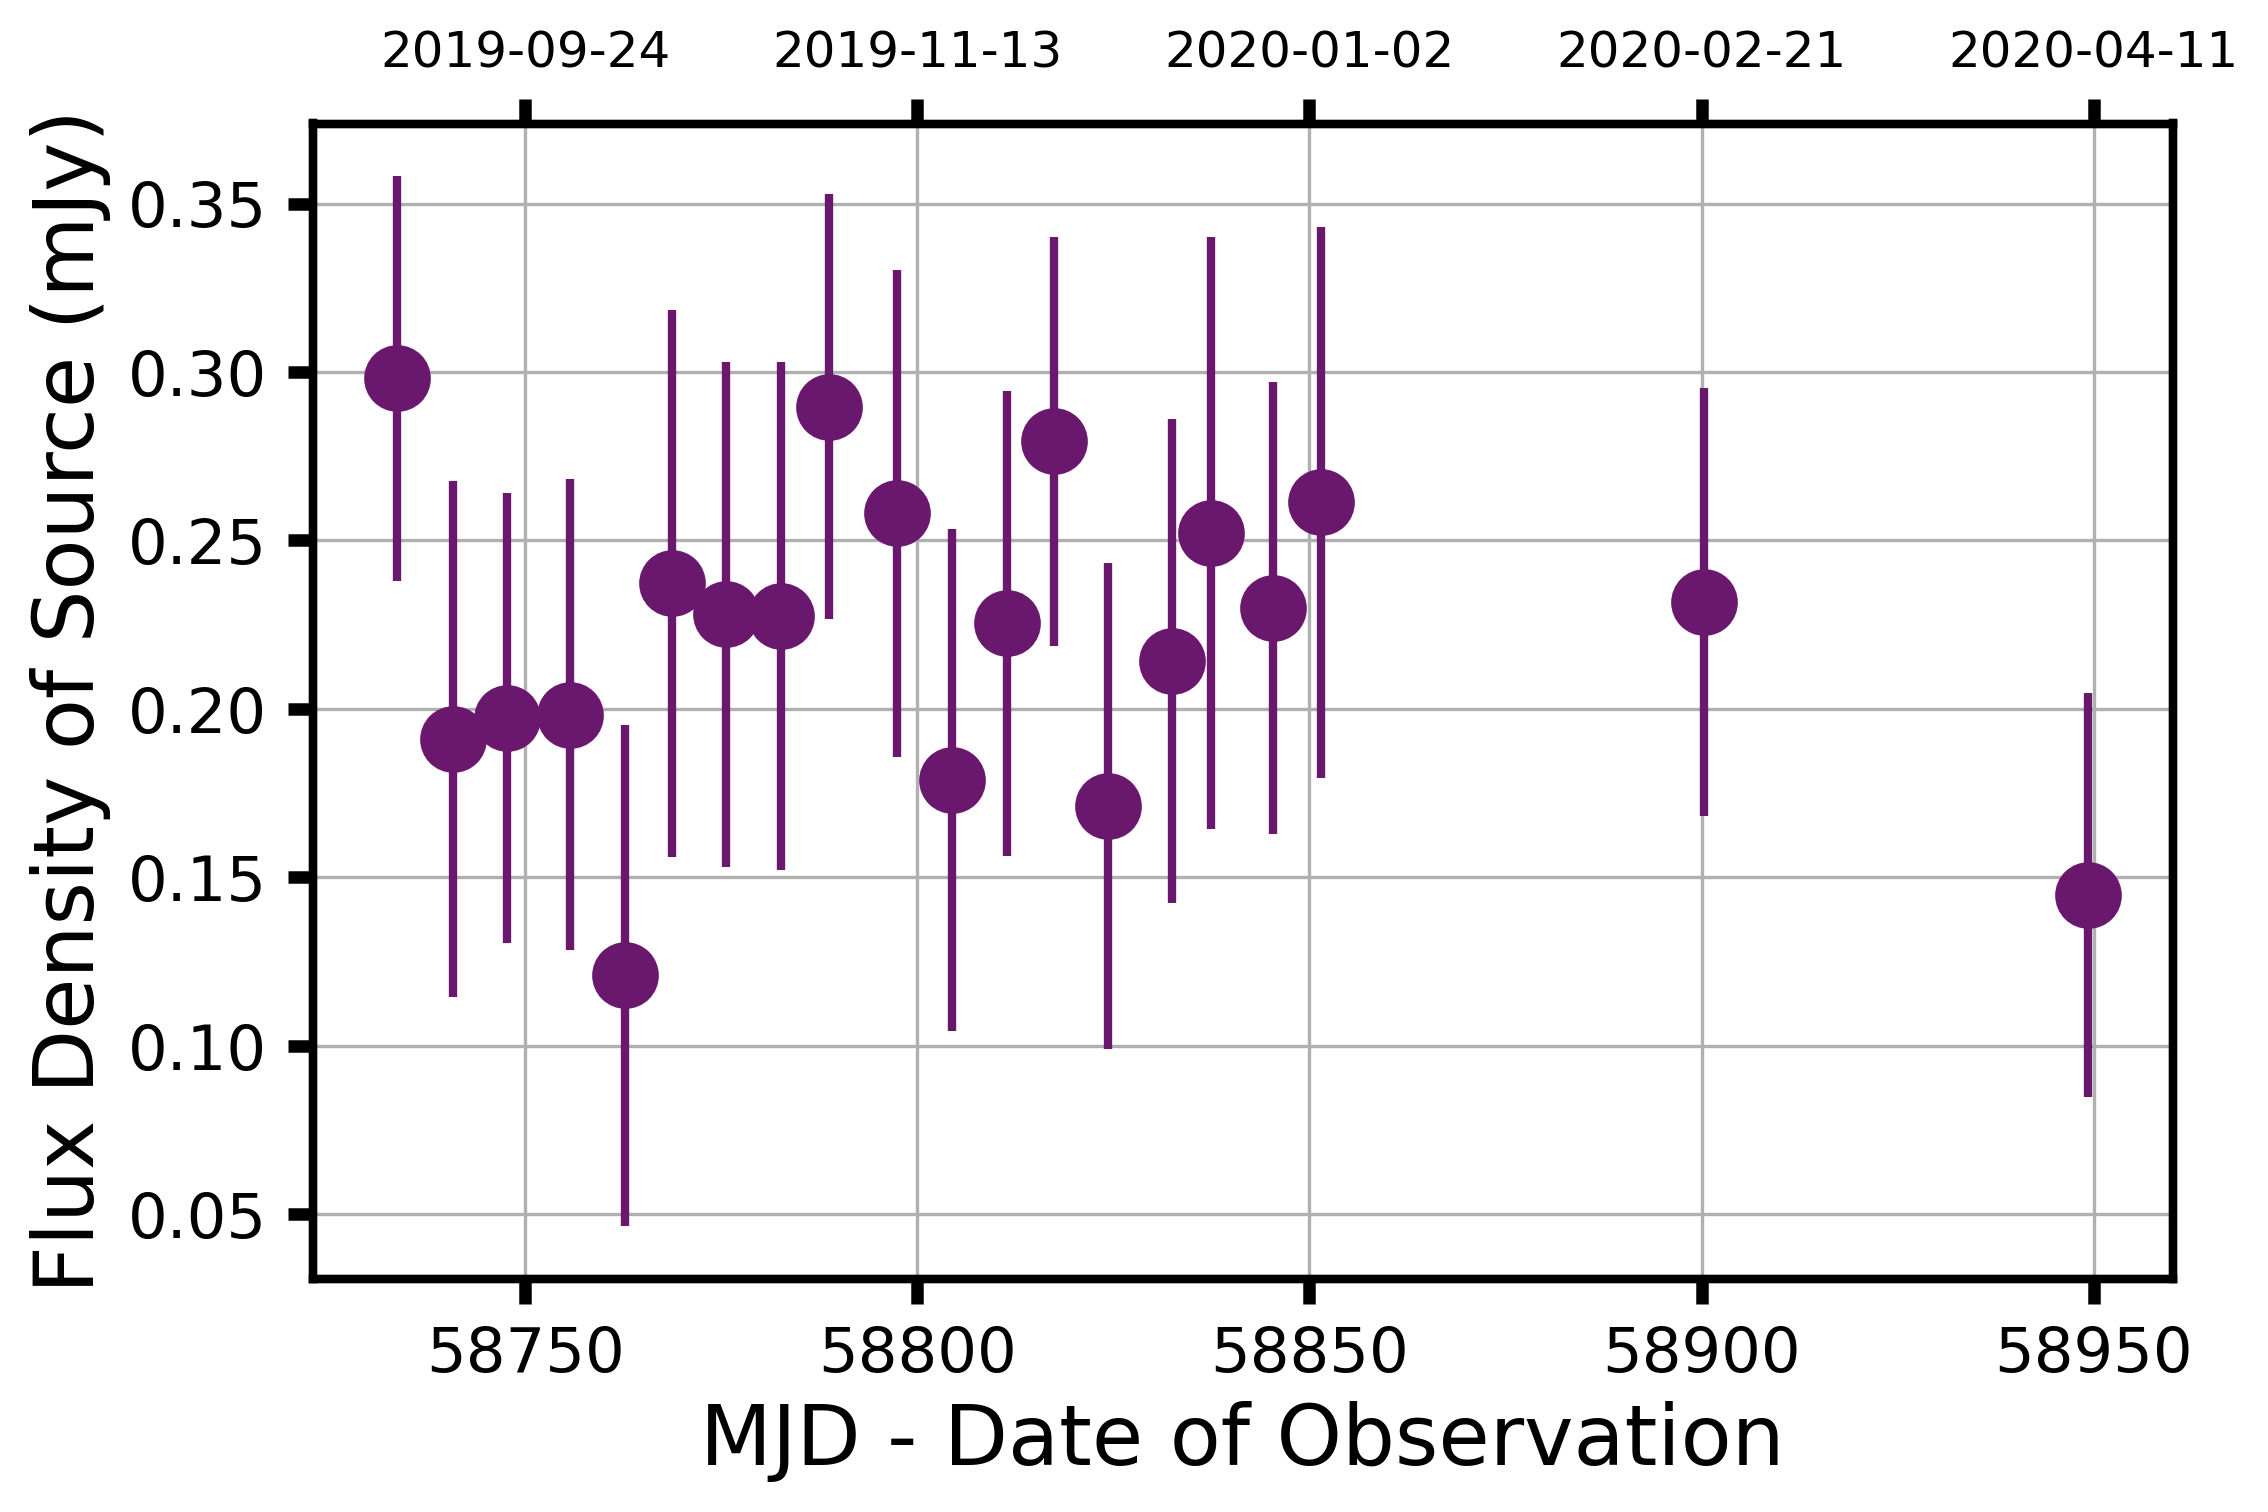 2019-09-24 2019-11-13 2020-01-02 2020-02-21 2020-04-11
Flux Density of Source (mJy)
0.35
0.30
0.25
0.20
0.15
0.10
0.05
58750 58800 58850 58900 58950
MJD - Date of Observation